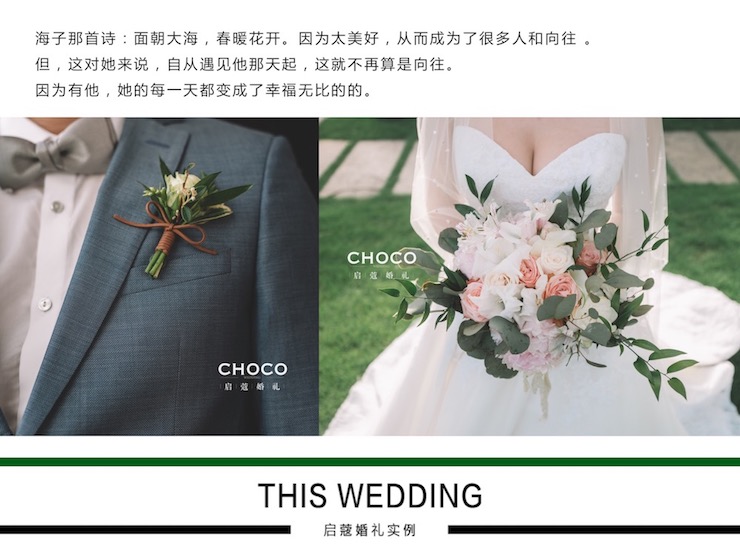 海子那首诗：面朝大海，春暖花开。因为太美好，从而成为了很多人和向往 。
但，这对她来说，自从遇见他那天起，这就不再算是向往。
因为有他，她的每一天都变成了幸福无比的的。
CHOCO
启蔻婚礼
CHOCO
启蔻婚礼
THIS WEDDING
启蔻婚礼实例